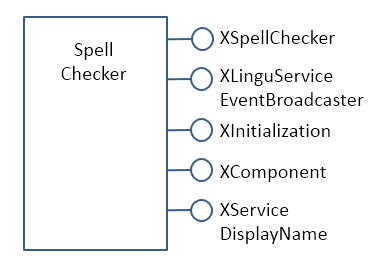 Spell
Checker
XSpellChecker
XLinguService
EventBroadcaster
XInitialization
XComponent
XService
DisplayName